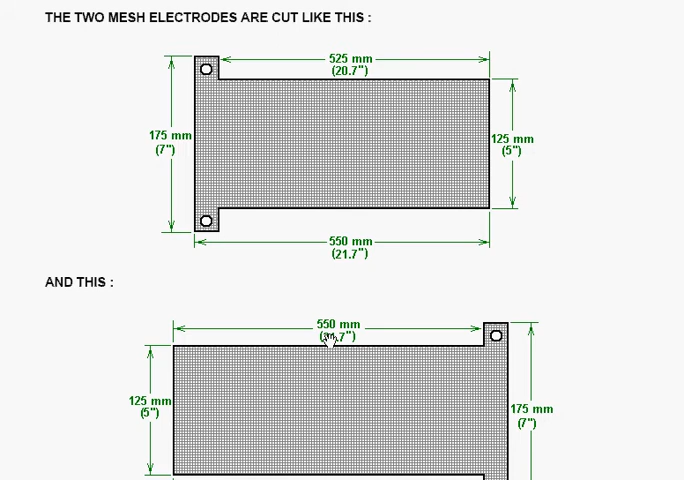 THE TWO MESH ELECTRODES ARE CUT LIKE THIS :
525 mm
(20.7")
175 mm
(7")
125 mm
(5")
550 mm
(21.7")
AND THIS :
550 mm
125 mm
(5")
175 mm
(7")